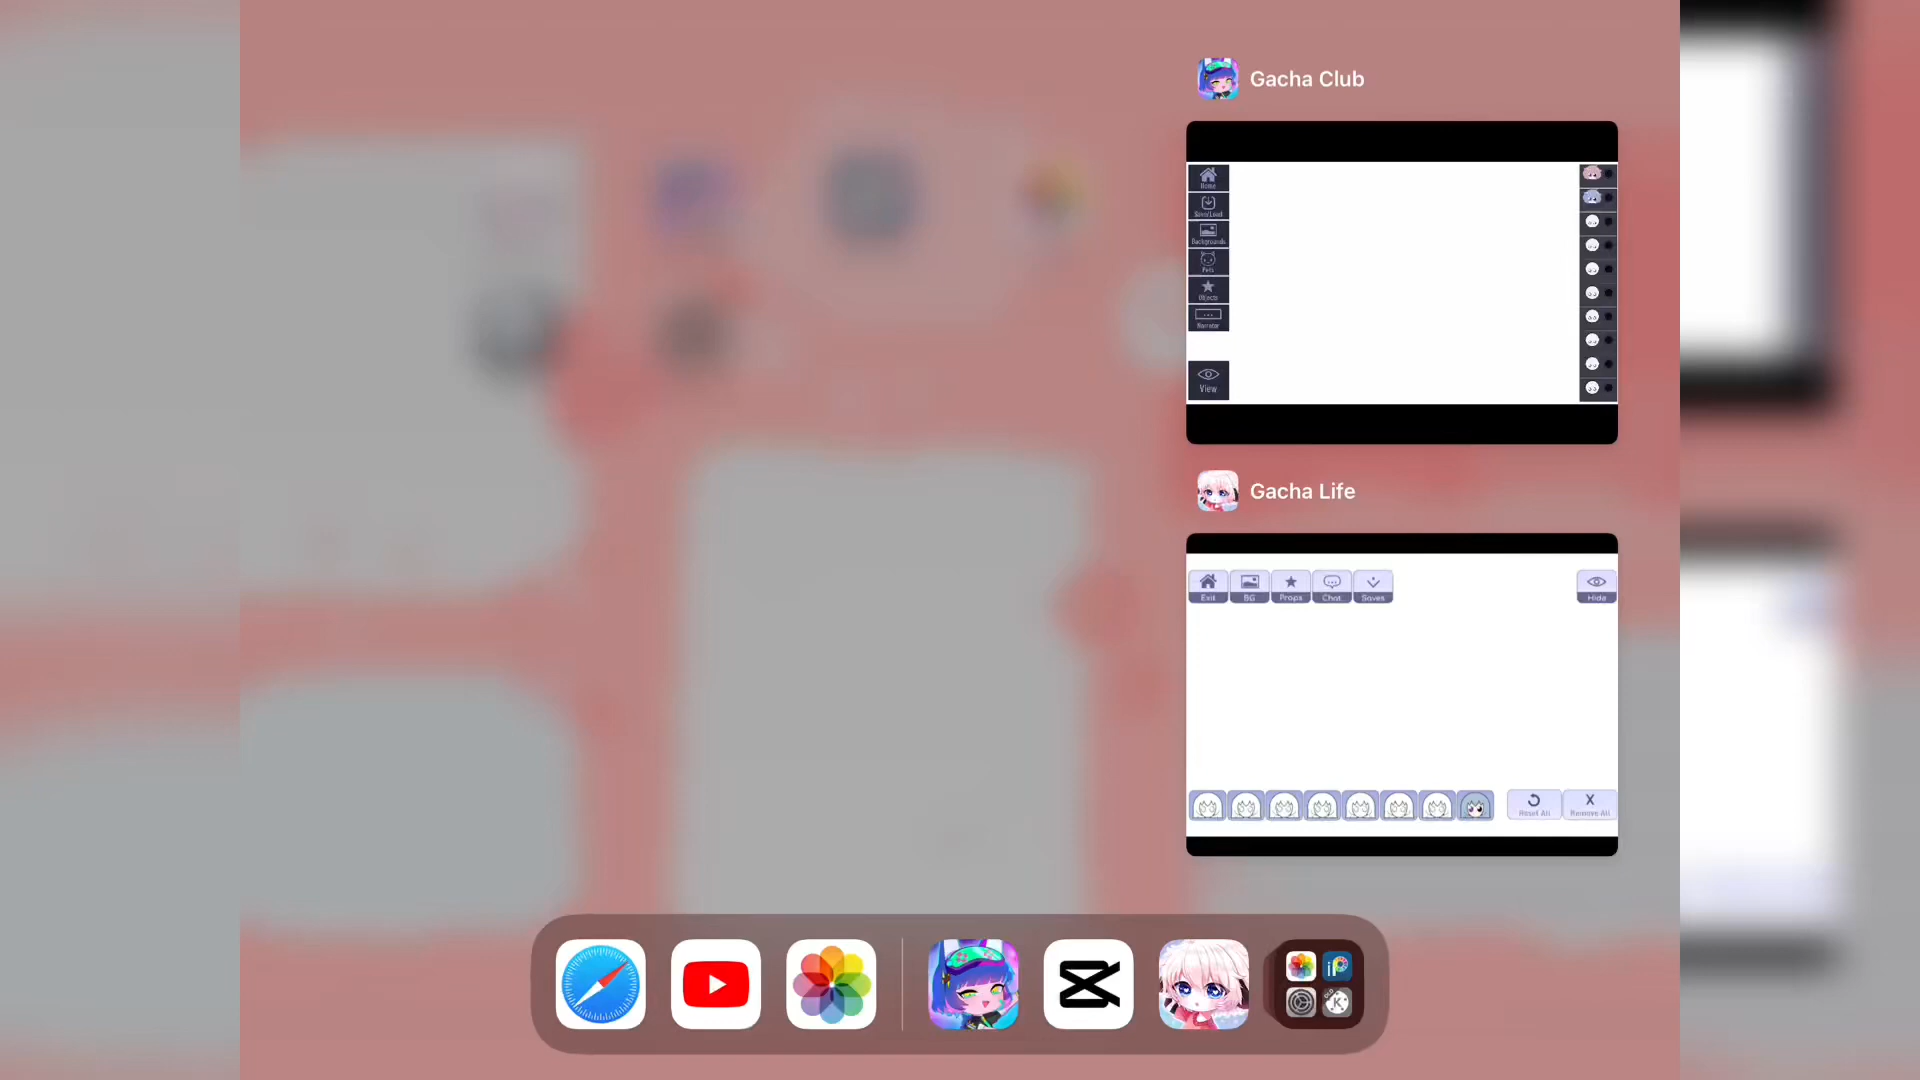 Gacha Club
Home
Save/Load
Backgrounds
Pets
Objects
Narrator
View
Gacha Life
Exit
BG
Props
Chat
Saves
Hide
Reset All
Remove All